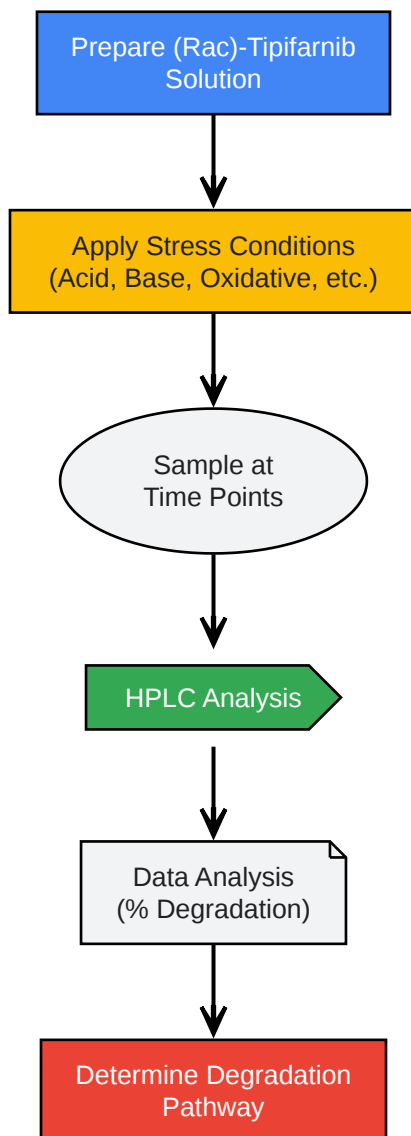 Prepare (Rac)-Tipifarnib
Solution
Apply Stress Conditions
(Acid, Base, Oxidative, etc.)
Sample at
Time Points
HPLC Analysis
Data Analysis
(% Degradation)
Determine Degradation
Pathway